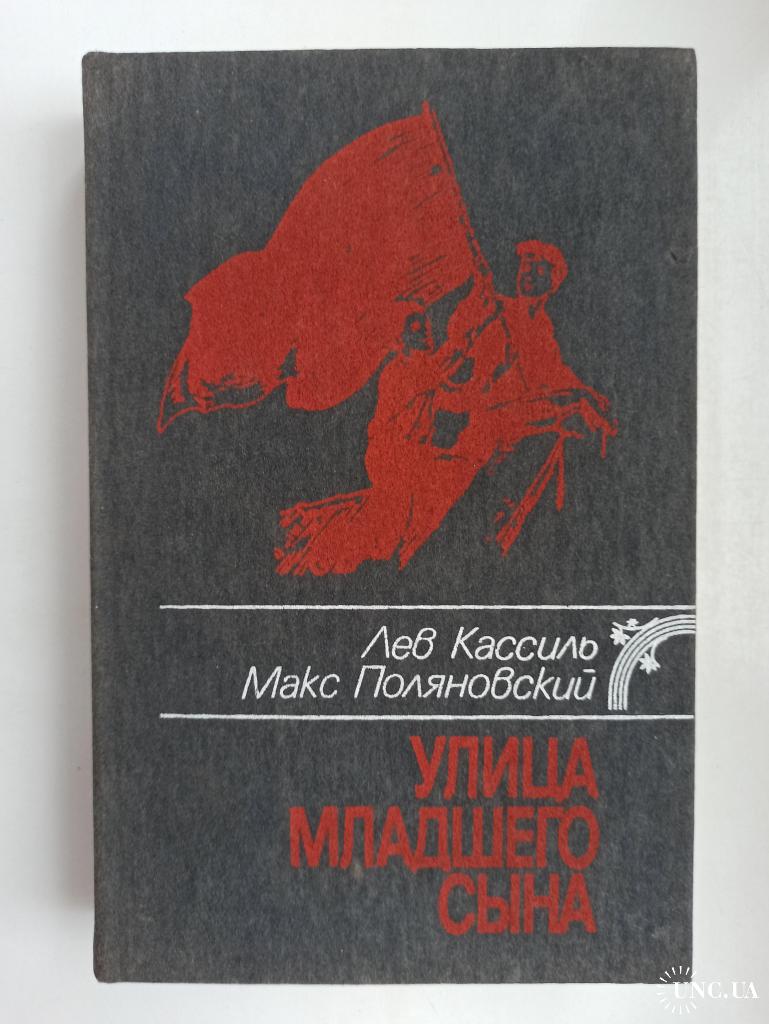 Лев Кассиль
Макс Поляновский
УЛИЦА
МЛАДШЕГО
СЫНА
UNC.UA